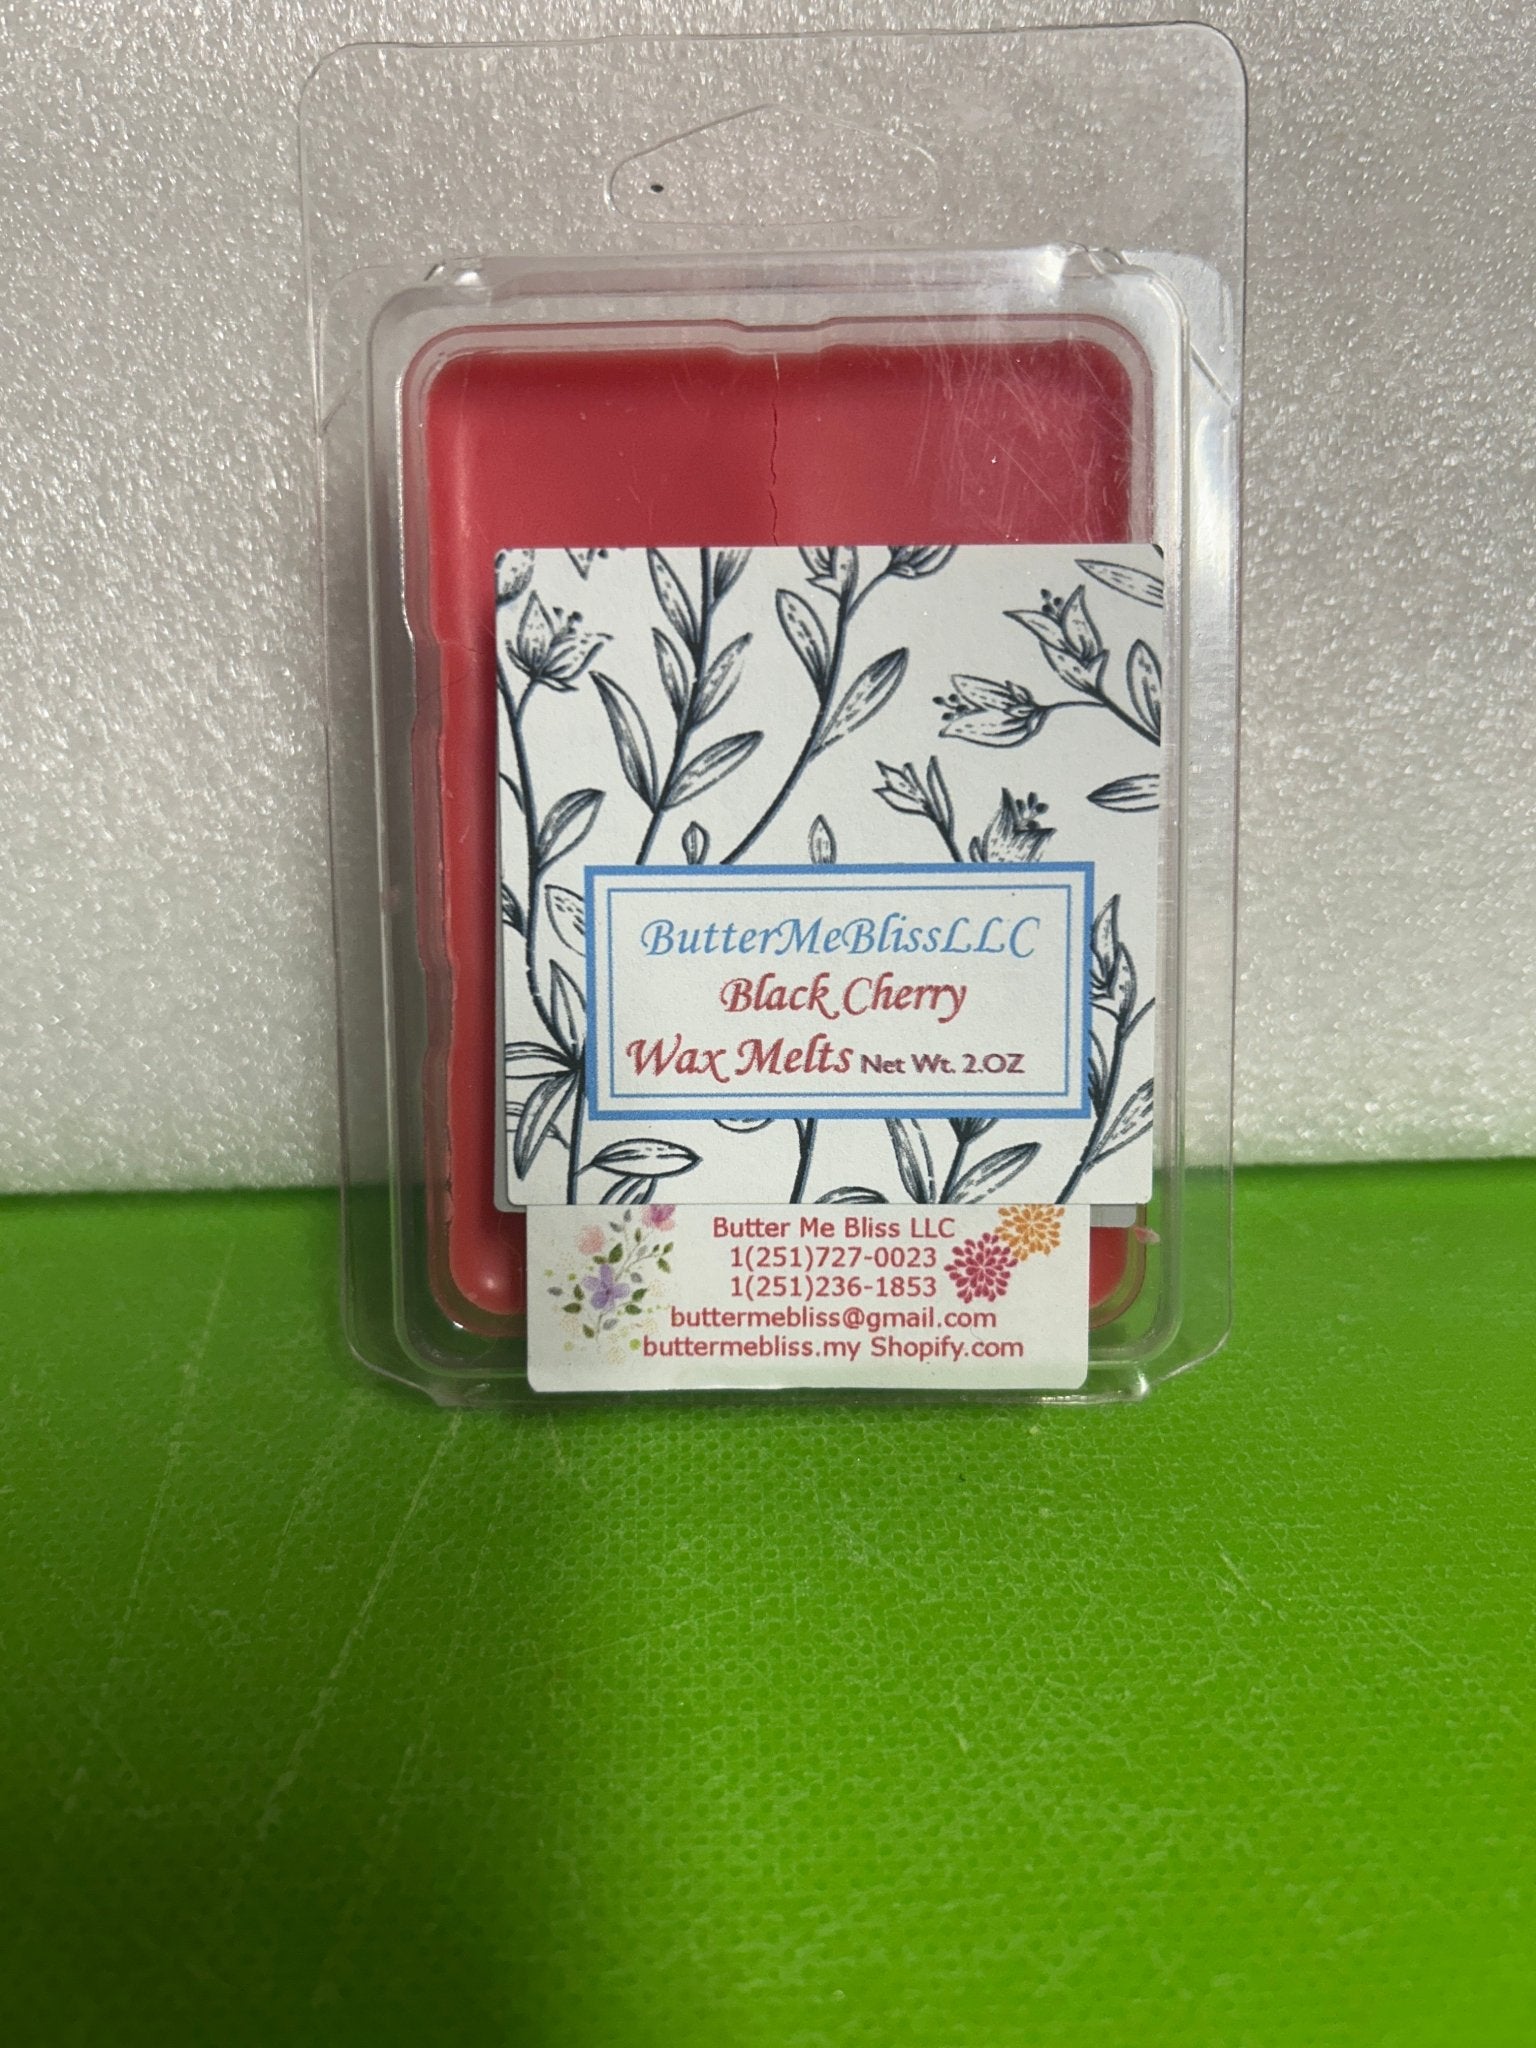 ButterMeBlissLLC
Black Cherry
Wax Melts Net Wt. 2.OZ
Butter Me Bliss LLC
1(251)727-0023
1(251)236-1853
buttermebliss@gmail.com
buttermebliss.my Shopify.com